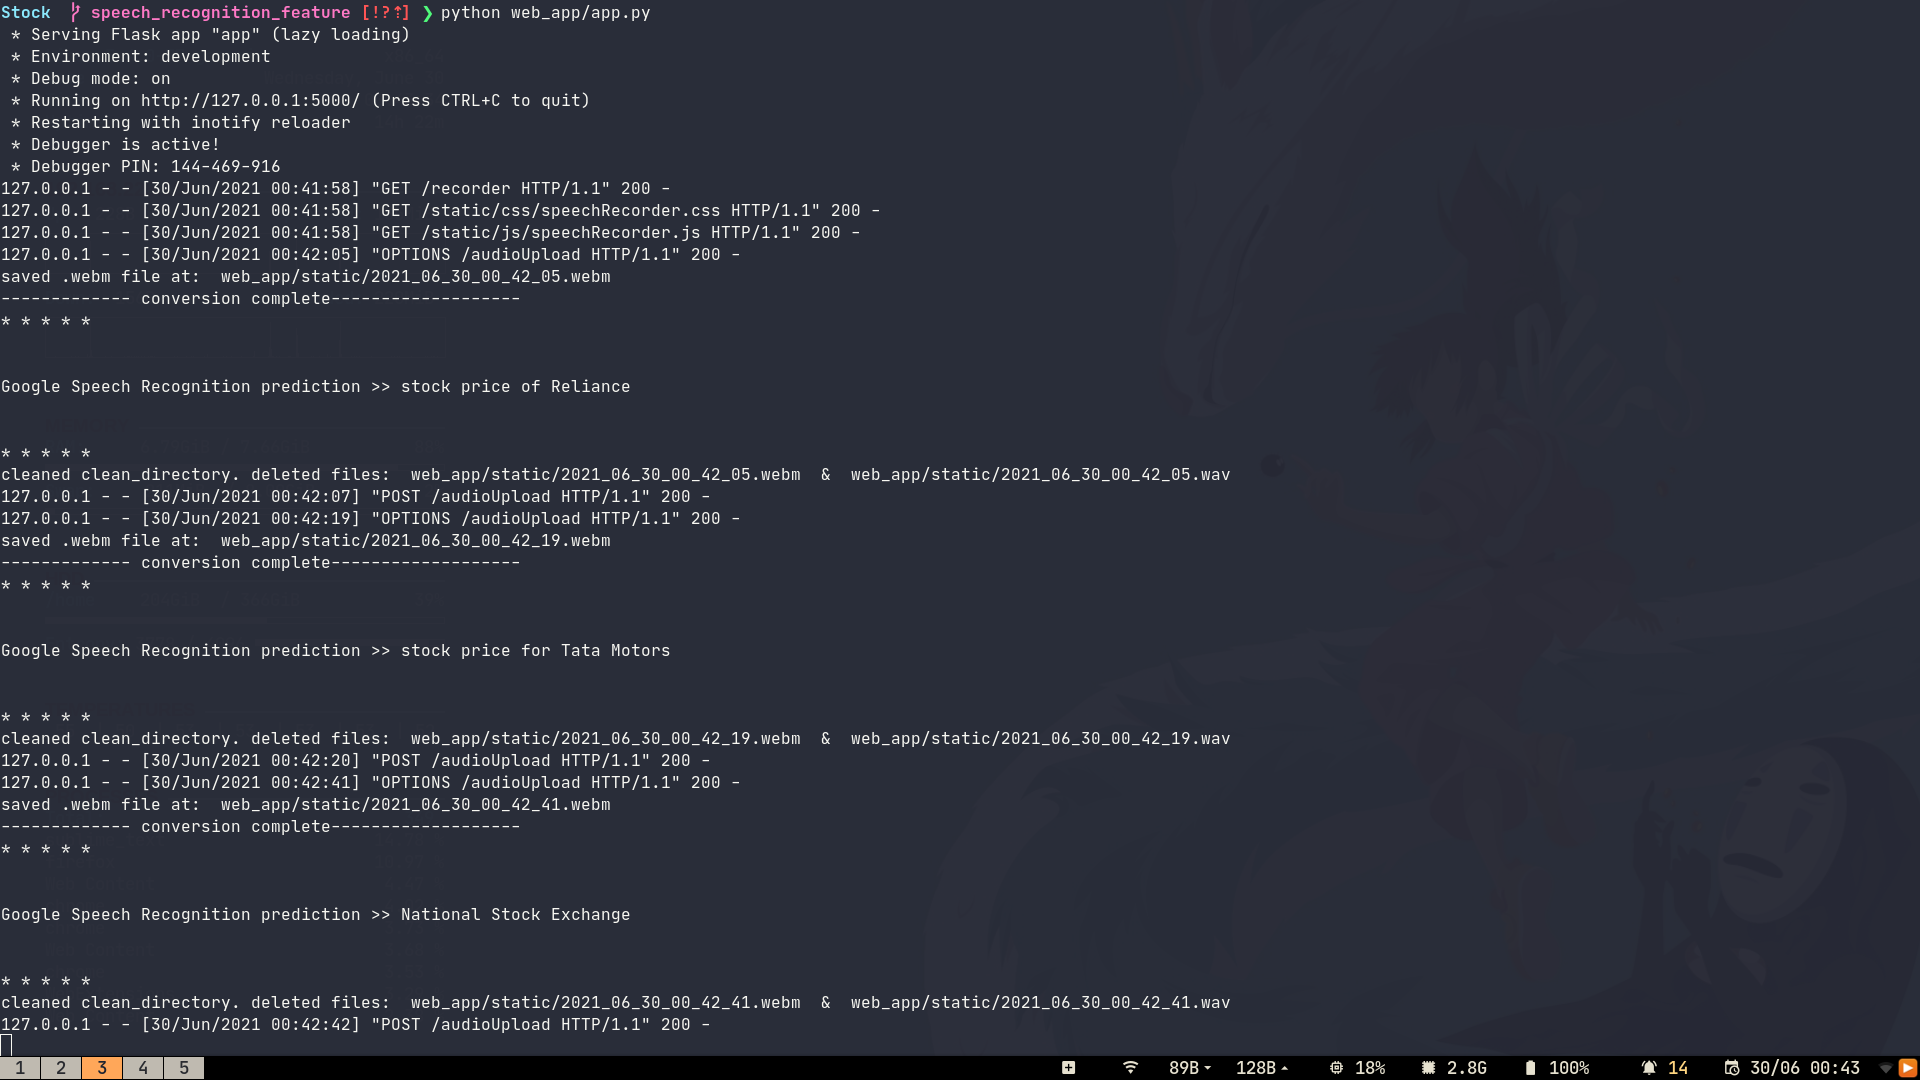 Stock speech_recognition_feature [!?⇡] ❯ python web_app/app.py
* Serving Flask app "app" (lazy loading)
* Environment: development
* Debug mode: on
* Running on http://127.0.0.1:5000/ (Press CTRL+C to quit)
* Restarting with inotify reloader
* Debugger is active!
* Debugger PIN: 144-469-916
127.0.0.1 - - [30/Jun/2021 00:41:58] "GET /recorder HTTP/1.1" 200 -
127.0.0.1 - - [30/Jun/2021 00:41:58] "GET /static/css/speechRecorder.css HTTP/1.1" 200 -
127.0.0.1 - - [30/Jun/2021 00:41:58] "GET /static/js/speechRecorder.js HTTP/1.1" 200 -
127.0.0.1 - - [30/Jun/2021 00:42:05] "OPTIONS /audioUpload HTTP/1.1" 200 -
saved .webm file at:  web_app/static/2021_06_30_00_42_05.webm
------------- conversion complete-------------------
* * * * *
Google Speech Recognition prediction >> stock price of Reliance
* * * * *
cleaned clean_directory. deleted files:  web_app/static/2021_06_30_00_42_05.webm  &  web_app/static/2021_06_30_00_42_05.wav
127.0.0.1 - - [30/Jun/2021 00:42:07] "POST /audioUpload HTTP/1.1" 200 -
127.0.0.1 - - [30/Jun/2021 00:42:19] "OPTIONS /audioUpload HTTP/1.1" 200 -
saved .webm file at:  web_app/static/2021_06_30_00_42_19.webm
------------- conversion complete-------------------
* * * * *
Google Speech Recognition prediction >> stock price for Tata Motors
* * * * *
cleaned clean_directory. deleted files:  web_app/static/2021_06_30_00_42_19.webm  &  web_app/static/2021_06_30_00_42_19.wav
127.0.0.1 - - [30/Jun/2021 00:42:20] "POST /audioUpload HTTP/1.1" 200 -
127.0.0.1 - - [30/Jun/2021 00:42:41] "OPTIONS /audioUpload HTTP/1.1" 200 -
saved .webm file at:  web_app/static/2021_06_30_00_42_41.webm
------------- conversion complete-------------------
* * * * *
Google Speech Recognition prediction >> National Stock Exchange
* * * * *
cleaned clean_directory. deleted files:  web_app/static/2021_06_30_00_42_41.webm  &  web_app/static/2021_06_30_00_42_41.wav
127.0.0.1 - - [30/Jun/2021 00:42:42] "POST /audioUpload HTTP/1.1" 200 -
1 2 3 4 5 89B 128B 18% 2.8G 100% 14 30/06 00:43